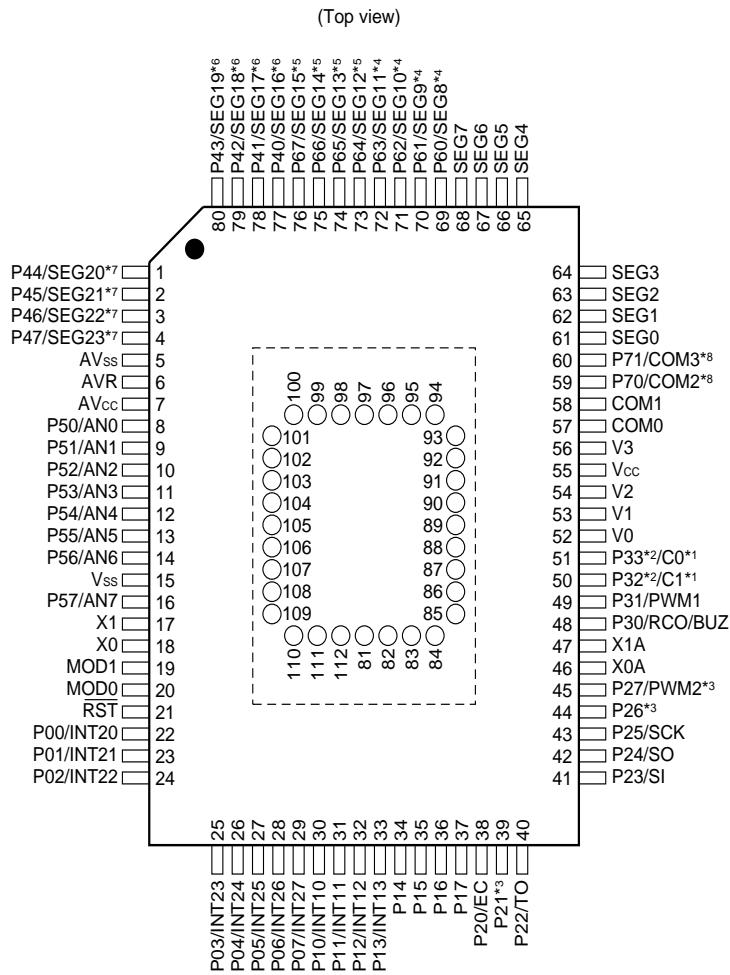 (Top view)
P43/SEG19*6
P42/SEG18*6
P41/SEG17*6
P40/SEG16*6
P67/SEG15*5
P66/SEG14*5
P65/SEG13*5
P64/SEG12*5
P63/SEG11*4
P62/SEG10*4
P61/SEG9*4
P60/SEG8*4
SEG7
SEG6
SEG5
SEG4
80 79 78 77 76 75 74 73 72 71 70 69 68 67 66 65
P44/SEG20*7 1 64 SEG3
P45/SEG21*7 2 63 SEG2
P46/SEG22*7 3 62 SEG1
P47/SEG23*7 4 61 SEG0
AVSS 5 60 P71/COM3*8
AVR 6 59 P70/COM2*8
AVCC 7 58 COM1
P50/AN0 8 57 COM0
P51/AN1 9 56 V3
P52/AN2 10 55 VCC
P53/AN3 11 54 V2
P54/AN4 12 53 V1
P55/AN5 13 52 V0
P56/AN6 14 51 P33*2/C0*1
VSS 15 50 P32*2/C1*1
P57/AN7 16 49 P31/PWM1
X1 17 48 P30/RCO/BUZ
X0 18 47 X1A
MOD1 19 46 X0A
MOD0 20 45 P27/PWM2*3
RST 21 44 P26*3
P00/INT20 22 43 P25/SCK
P01/INT21 23 42 P24/SO
P02/INT22 24 41 P23/SI
100 99 98 97 96 95 94
101 93
102 92
103 91
104 90
105 89
106 88
107 87
108 86
109 85
110 111 112 81 82 83 84
25 26 27 28 29 30 31 32 33 34 35 36 37 38 39 40
P03/INT23
P04/INT24
P05/INT25
P06/INT26
P07/INT27
P10/INT10
P11/INT11
P12/INT12
P13/INT13
P14
P15
P16
P17
P20/EC
P21*3
P22/TO